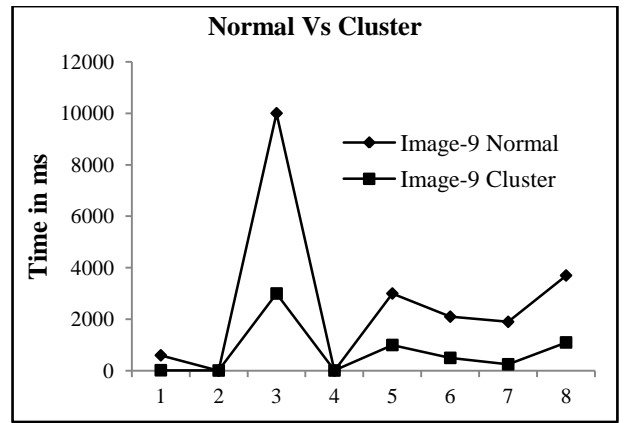 Normal Vs Cluster
Time in ms
12000
10000
8000
6000
4000
2000
0
Image-9 Normal
Image-9 Cluster
1 2 3 4 5 6 7 8